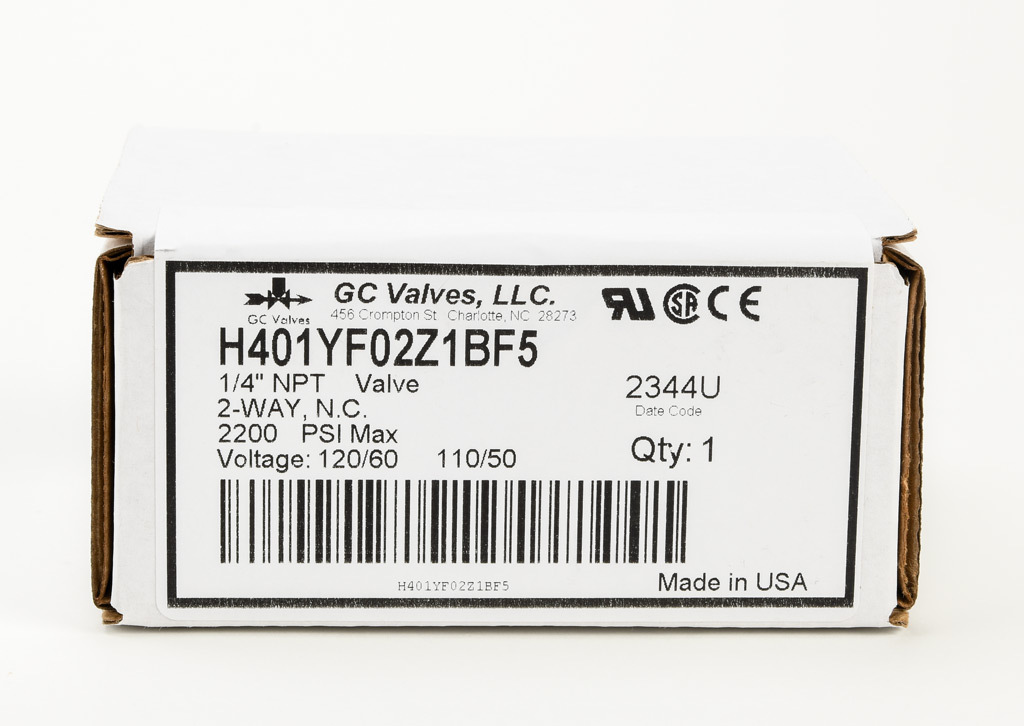 GC Valves
GC Valves, LLC.
456 Crompton St Charlotte, NC 28273
H401YF02Z1BF5
1/4" NPT Valve
2-WAY, N.C.
2200 PSI Max
Voltage: 120/60 110/50
2344U
Date Code
Qty: 1
H401YF02Z1BF5
Made in USA